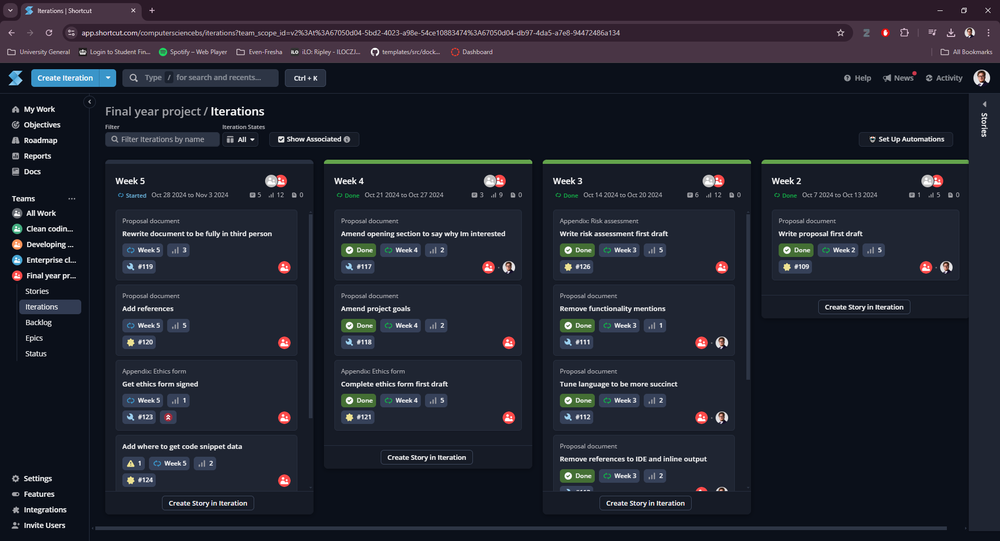 Iterations | Shortcut
app.shortcut.com/computersciencebs/iterations?team_scope_id=v2%3At%3A67050d04-5bd2-4023-a98e-54ce10883474%3A67050d04-db97-4da5-a7e8-94472486a134
University General
Login to Student Fin...
Spotify – Web Player
Even-Fresha
iLO
iLO: Ripley - ILOCZJ...
templates/src/dock...
Dashboard
All Bookmarks
Create Iteration
Type / for search and recents...
Ctrl + K
Help
News
Activity
My Work
Objectives
Roadmap
Reports
Docs
Teams
All Work
Clean codin...
Developing ...
Enterprise cl...
Final year pr...
Stories
Iterations
Backlog
Epics
Status
Settings
Features
Integrations
Invite Users
Final year project / Iterations
Filter
Filter Iterations by name
Iteration States
All
Show Associated
Set Up Automations
Stories
Week 5
Started Oct 28 2024 to Nov 3 2024 5 12 0
Proposal document
Rewrite document to be fully in third person
Week 5 3
#119
Proposal document
Add references
Week 5 5
#120
Appendix: Ethics form
Get ethics form signed
Week 5 1
#123
Add where to get code snippet data
1 Week 5 2
#124
Create Story in Iteration
Week 4
Done Oct 21 2024 to Oct 27 2024 3 9 0
Proposal document
Amend opening section to say why Im interested
Done Week 4 2
#117
Proposal document
Amend project goals
Done Week 4 2
#118
Appendix: Ethics form
Complete ethics form first draft
Done Week 4 5
#121
Create Story in Iteration
Week 3
Done Oct 14 2024 to Oct 20 2024 6 12 0
Appendix: Risk assessment
Write risk assessment first draft
Done Week 3 5
#126
Proposal document
Remove functionality mentions
Done Week 3 1
#111
Proposal document
Tune language to be more succinct
Done Week 3 2
#112
Proposal document
Remove references to IDE and inline output
Done Week 3 2
Create Story in Iteration
Week 2
Done Oct 7 2024 to Oct 13 2024 1 5 0
Proposal document
Write proposal first draft
Done Week 2 5
#109
Create Story in Iteration